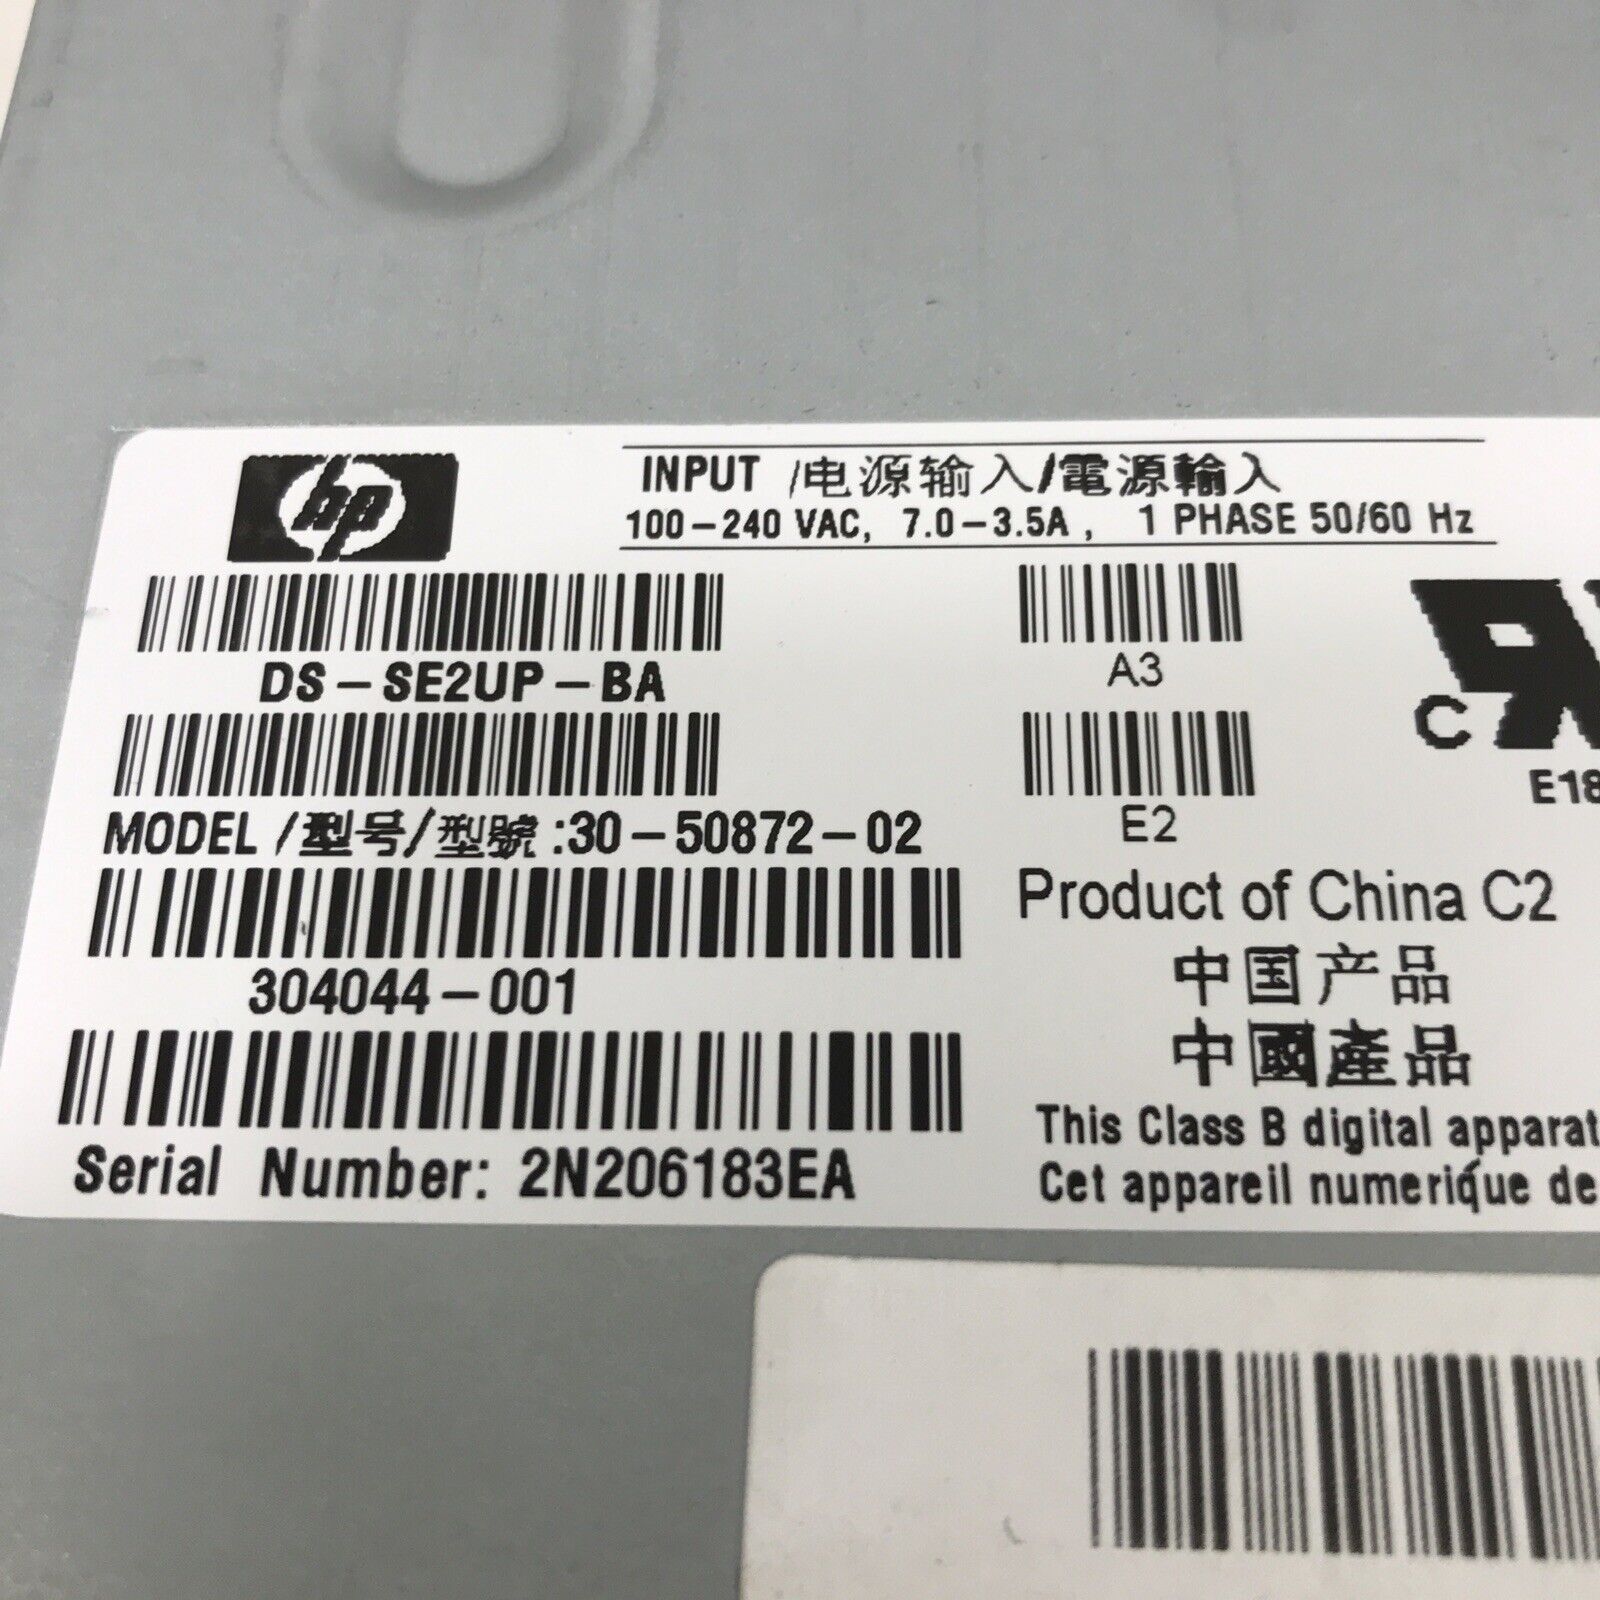 hp
INPUT /电源输入/電源輸入
100-240 VAC, 7.0-3.5A, 1 PHASE 50/60 Hz
DS-SE2UP-BA
A3
MODEL/型号/型號:30-50872-02
E2
C
E18
304044-001
Product of China C2
中国产品
中國產品
Serial Number: 2N206183EA
This Class B digital apparat
Cet appareil numerique de